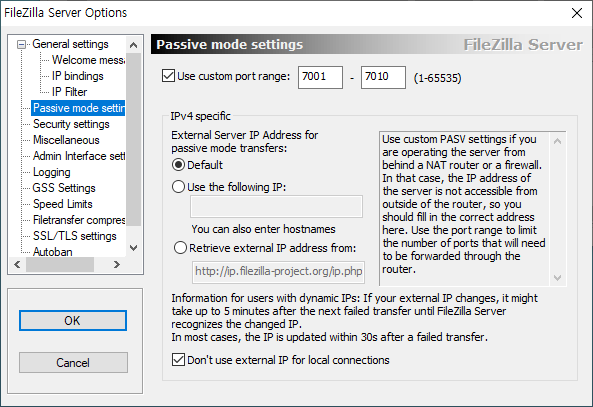 FileZilla Server Options
General settings
Welcome messa
IP bindings
IP Filter
Passive mode settin
Security settings
Miscellaneous
Admin Interface sett
Logging
GSS Settings
Speed Limits
Filetransfer compres
SSL/TLS settings
Autoban
OK
Cancel
Passive mode settings
FileZilla Server
Use custom port range: 7001 - 7010 (1-65535)
IPv4 specific
External Server IP Address for
passive mode transfers:
Default
Use the following IP:
You can also enter hostnames
Retrieve external IP address from:
http://ip.filezilla-project.org/ip.php
Use custom PASV settings if you
are operating the server from
behind a NAT router or a firewall.
In that case, the IP address of
the server is not accessible from
outside of the router, so you
should fill in the correct address
here. Use the port range to limit
the number of ports that will need
to be forwarded through the
router.
Information for users with dynamic IPs: If your external IP changes, it might
take up to 5 minutes after the next failed transfer until FileZilla Server
recognizes the changed IP.
In most cases, the IP is updated within 30s after a failed transfer.
Don't use external IP for local connections